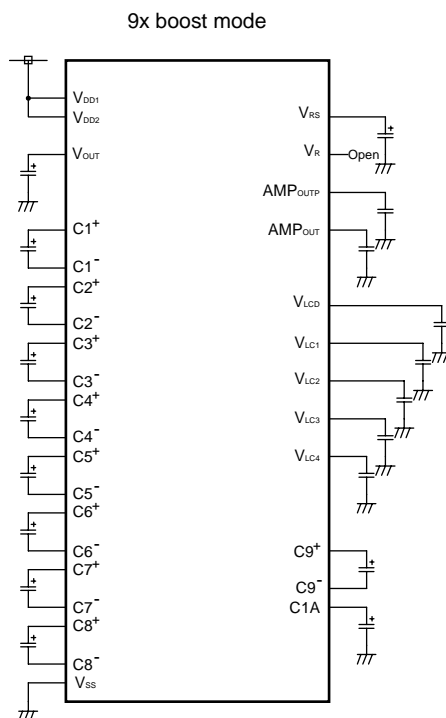 9x boost mode
VDD1
VDD2
VOUT
C1+
C1-
C2+
C2-
C3+
C3-
C4+
C4-
C5+
C5-
C6+
C6-
C7+
C7-
C8+
C8-
VSS
VRS
VR
Open
AMPOUTP
AMPOUT
VLCD
VLC1
VLC2
VLC3
VLC4
C9+
C9-
C1A